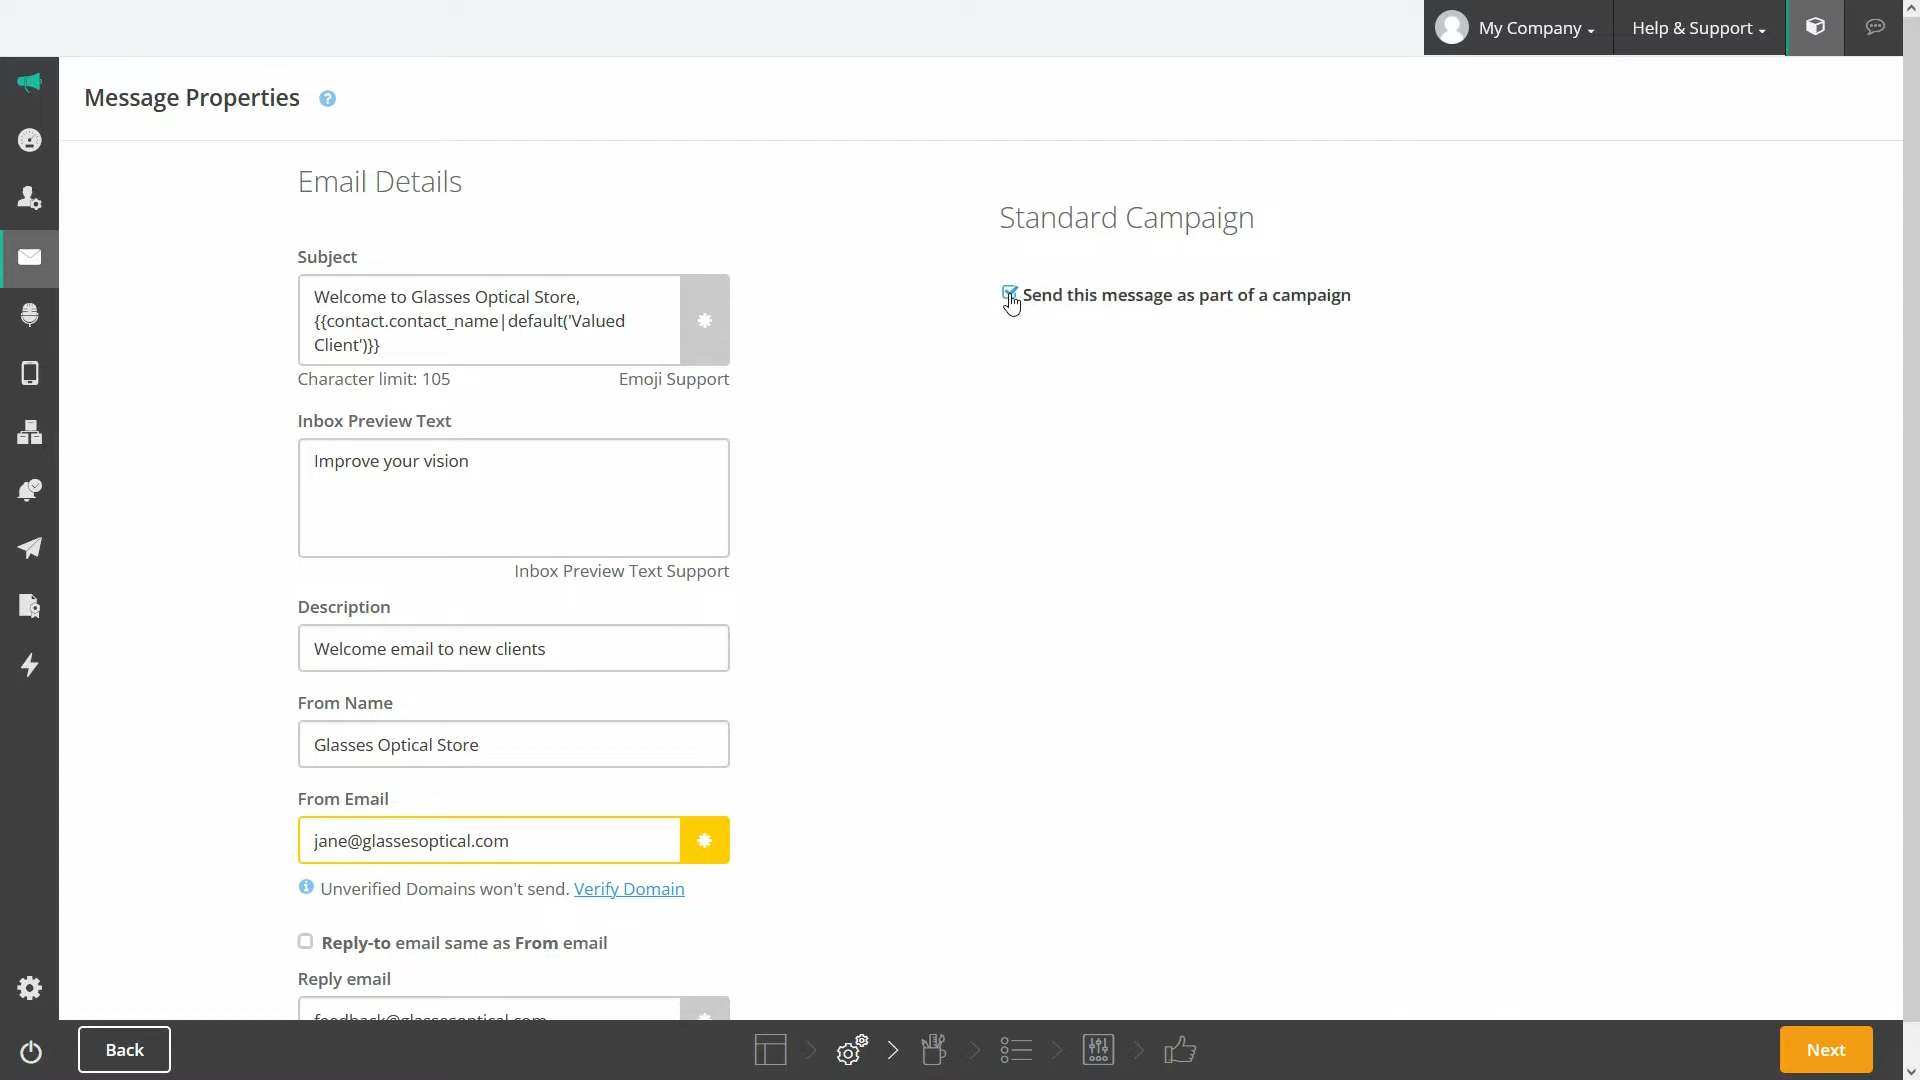 My Company
Help & Support
Message Properties
?
Email Details
Standard Campaign
Subject
Welcome to Glasses Optical Store,
{{contact.contact_name|default('Valued
Client')}}
Character limit: 105
Emoji Support
Send this message as part of a campaign
Inbox Preview Text
Improve your vision
Inbox Preview Text Support
Description
Welcome email to new clients
From Name
Glasses Optical Store
From Email
jane@glassesoptical.com
Unverified Domains won't send. Verify Domain
Reply-to email same as From email
Reply email
feedback@glassesoptical.com
Back
Next